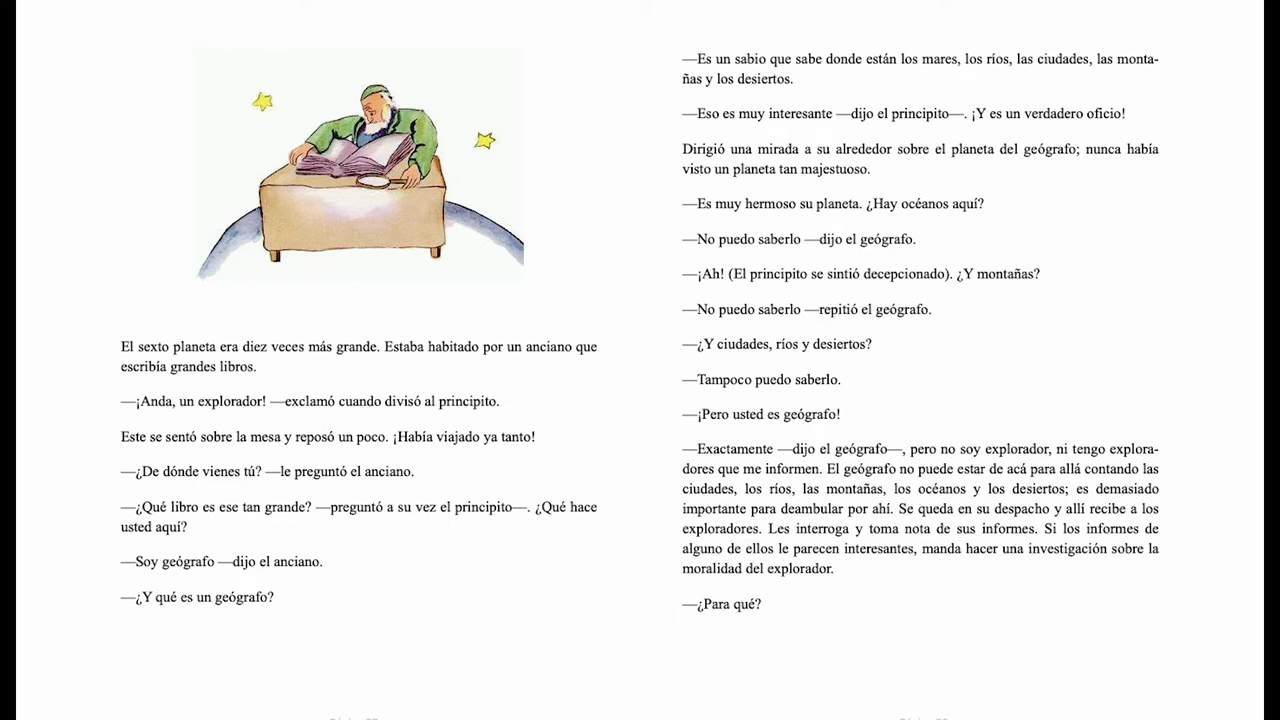 El sexto planeta era diez veces más grande. Estaba habitado por un anciano que
escribía grandes libros.
—¡Anda, un explorador! —exclamó cuando divisó al principito.
Este se sentó sobre la mesa y reposó un poco. ¡Había viajado ya tanto!
—¿De dónde vienes tú? —le preguntó el anciano.
—¿Qué libro es ese tan grande? —preguntó a su vez el principito—. ¿Qué hace
usted aquí?
—Soy geógrafo —dijo el anciano.
—¿Y qué es un geógrafo?
—Es un sabio que sabe donde están los mares, los ríos, las ciudades, las monta-
ñas y los desiertos.
—Eso es muy interesante —dijo el principito—. ¡Y es un verdadero oficio!
Dirigió una mirada a su alrededor sobre el planeta del geógrafo; nunca había
visto un planeta tan majestuoso.
—Es muy hermoso su planeta. ¿Hay océanos aquí?
—No puedo saberlo —dijo el geógrafo.
—¡Ah! (El principito se sintió decepcionado). ¿Y montañas?
—No puedo saberlo —repitió el geógrafo.
—¿Y ciudades, ríos y desiertos?
—Tampoco puedo saberlo.
—¡Pero usted es geógrafo!
—Exactamente —dijo el geógrafo—, pero no soy explorador, ni tengo explora-
dores que me informen. El geógrafo no puede estar de acá para allá contando las
ciudades, los ríos, las montañas, los océanos y los desiertos; es demasiado
importante para deambular por ahí. Se queda en su despacho y allí recibe a los
exploradores. Les interroga y toma nota de sus informes. Si los informes de
alguno de ellos le parecen interesantes, manda hacer una investigación sobre la
moralidad del explorador.
—¿Para qué?